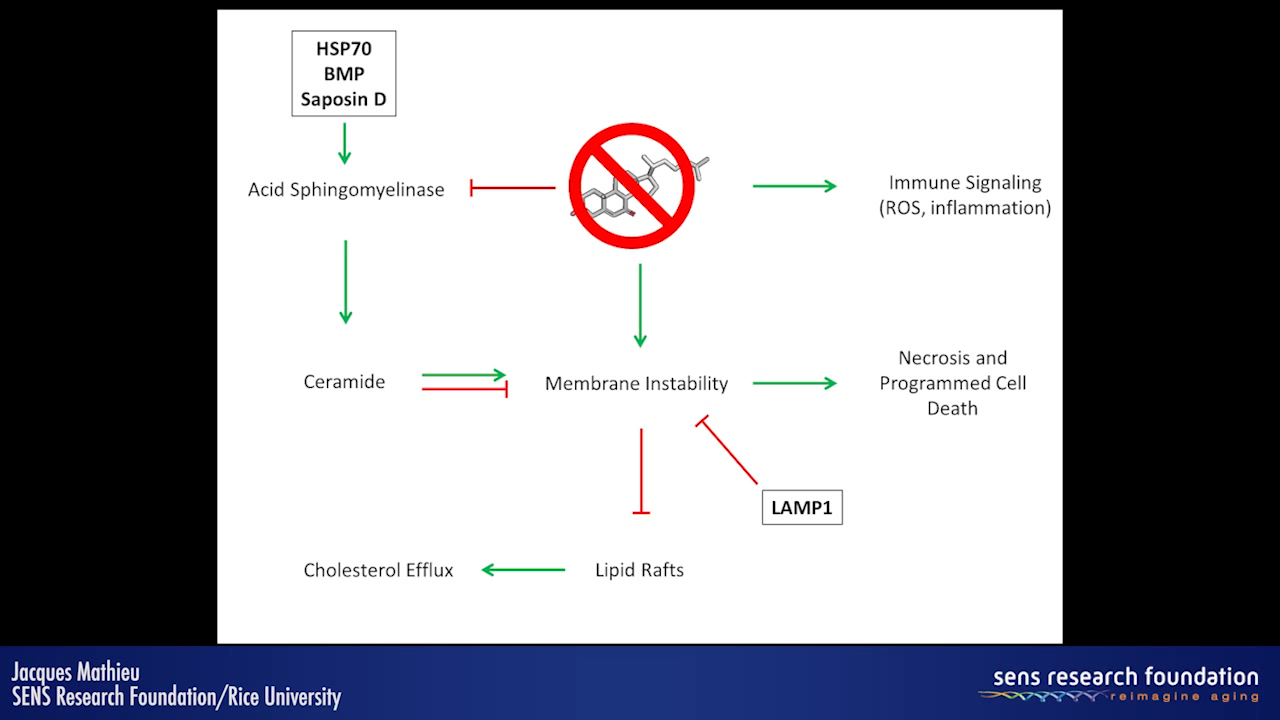 HSP70
BMP
Saposin D
Acid Sphingomyelinase
Immune Signaling
(ROS, inflammation)
Ceramide
Membrane Instability
Necrosis and
Programmed Cell
Death
LAMP1
Cholesterol Efflux
Lipid Rafts
Jacques Mathieu
SENS Research Foundation/Rice University
sens research foundation
reimagine aging